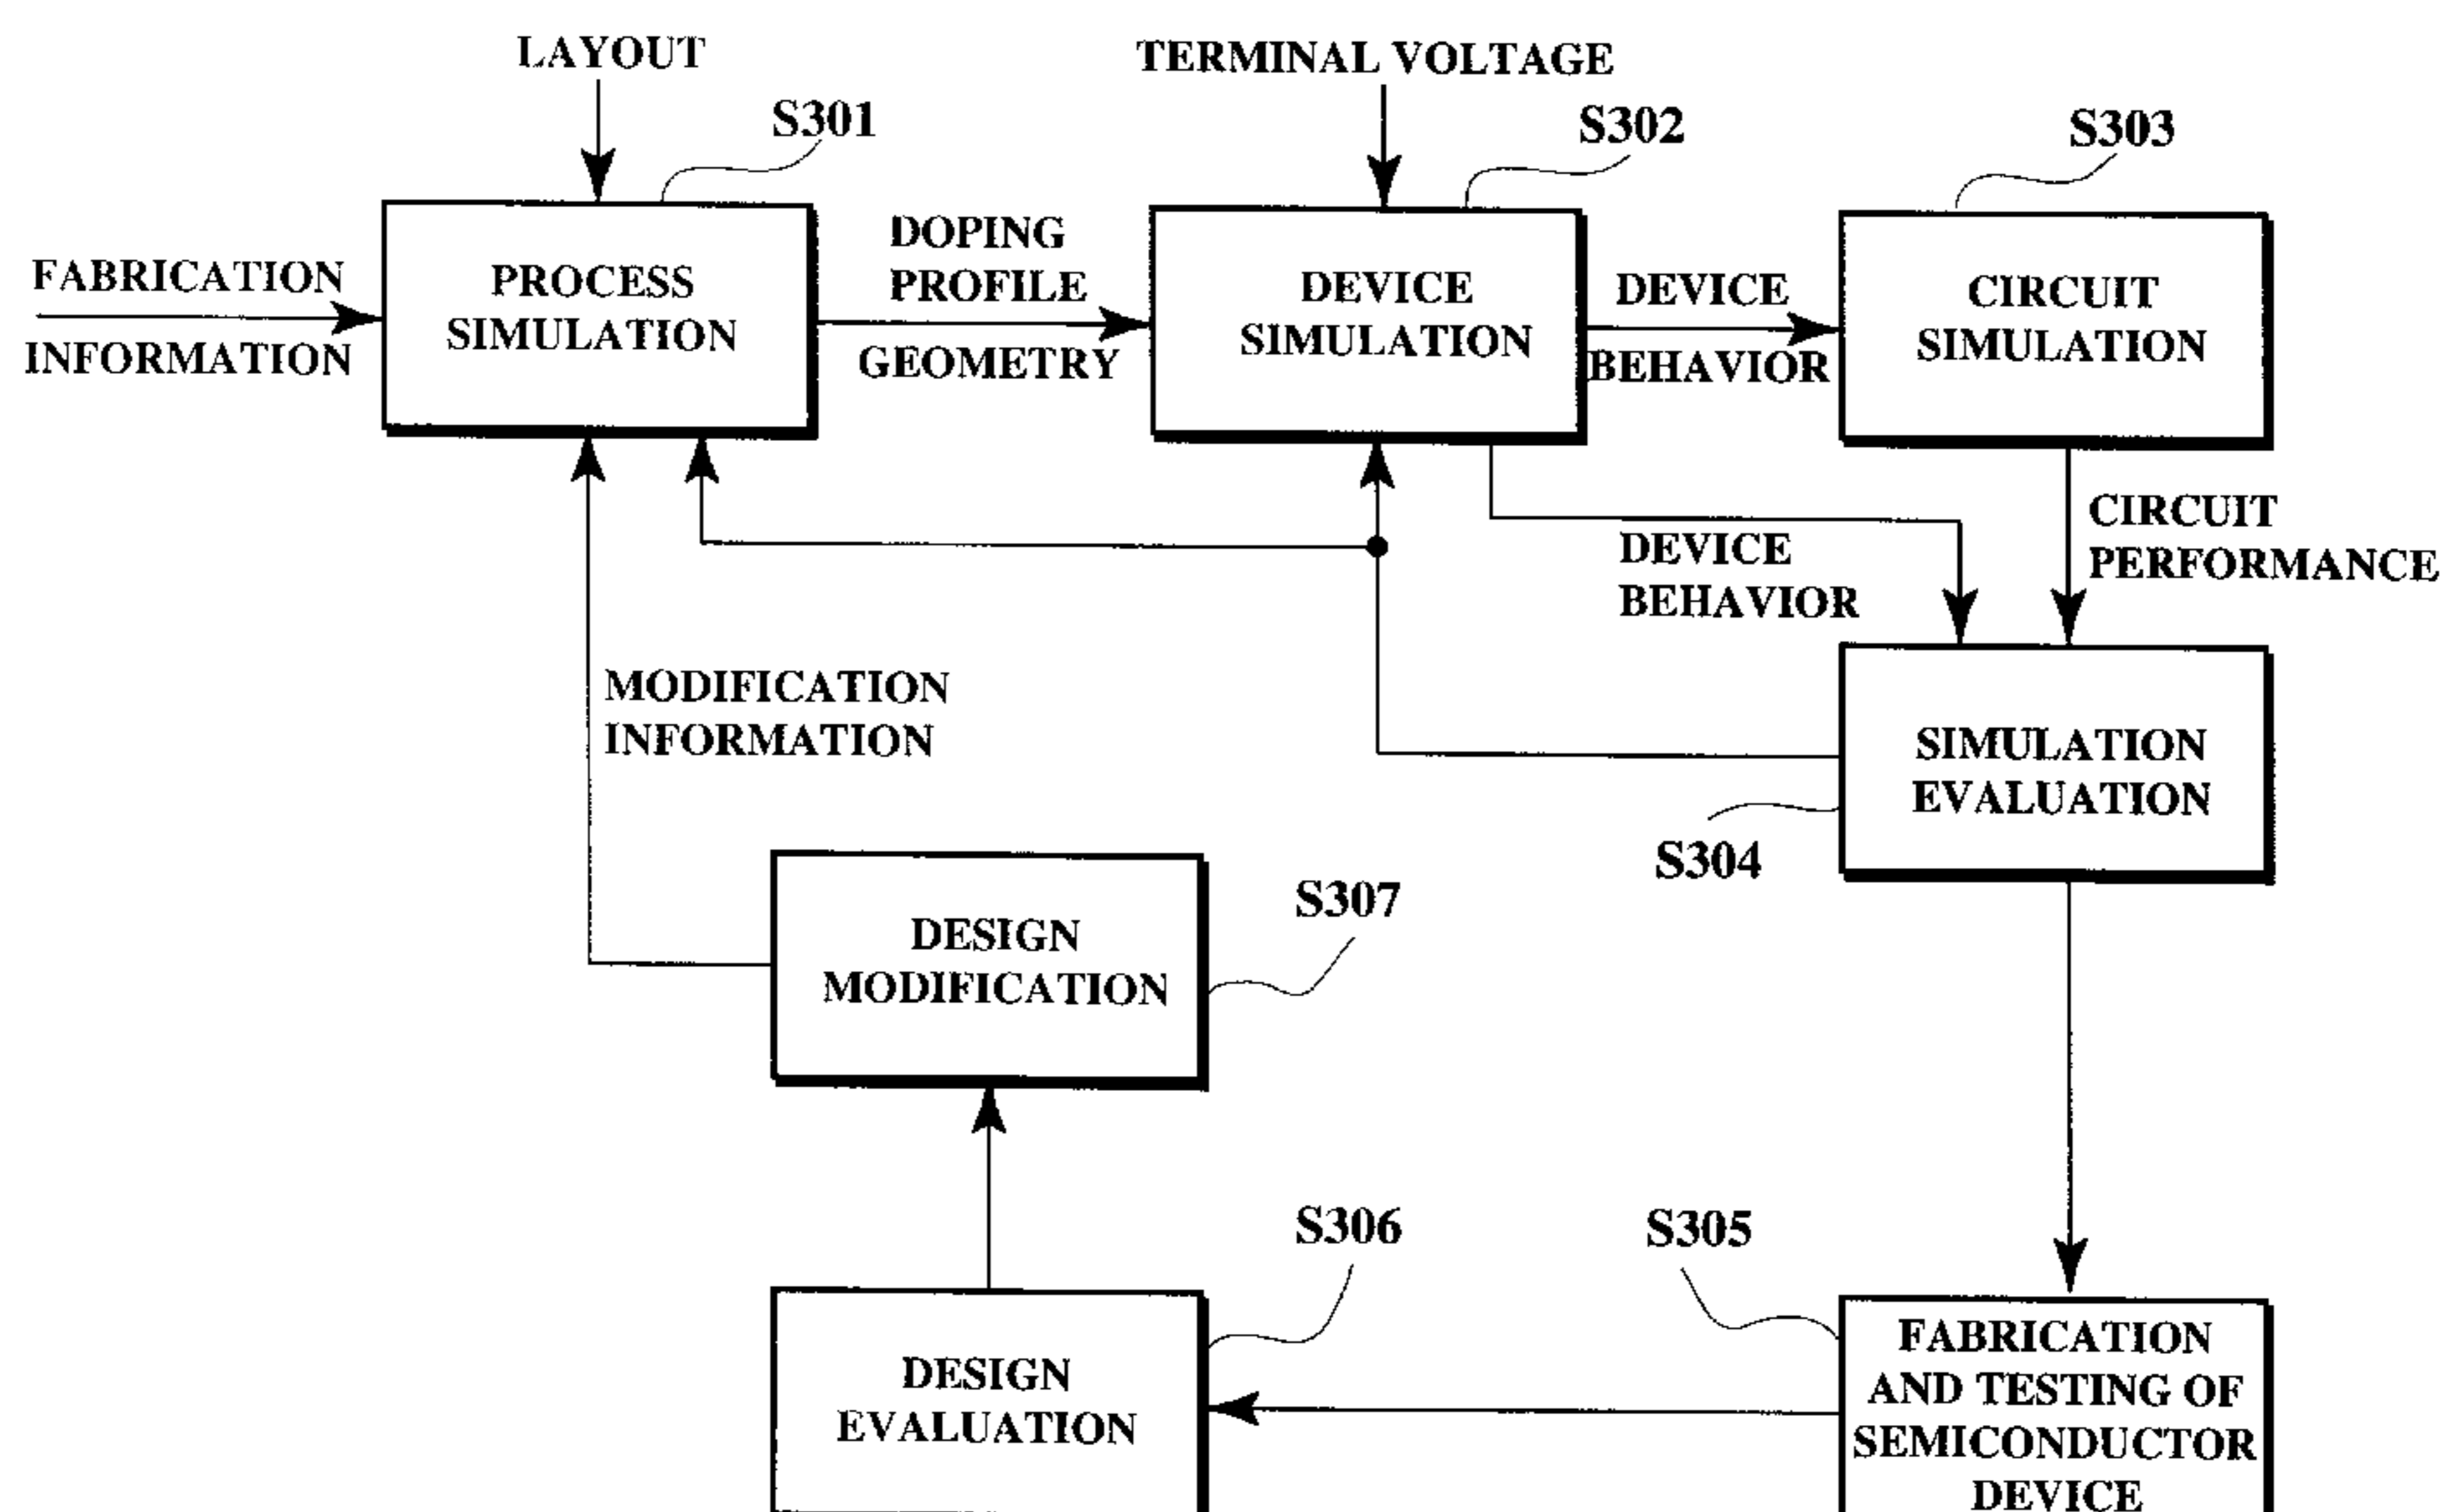 LAYOUT
TERMINAL VOLTAGE
S301
S302
S303
FABRICATION
INFORMATION
PROCESS
SIMULATION
DOPING
PROFILE
GEOMETRY
DEVICE
SIMULATION
DEVICE
BEHAVIOR
CIRCUIT
SIMULATION
DEVICE
BEHAVIOR
CIRCUIT
PERFORMANCE
MODIFICATION
INFORMATION
SIMULATION
EVALUATION
S304
DESIGN
MODIFICATION
S307
S306
S305
DESIGN
EVALUATION
FABRICATION
AND TESTING OF
SEMICONDUCTOR
DEVICE